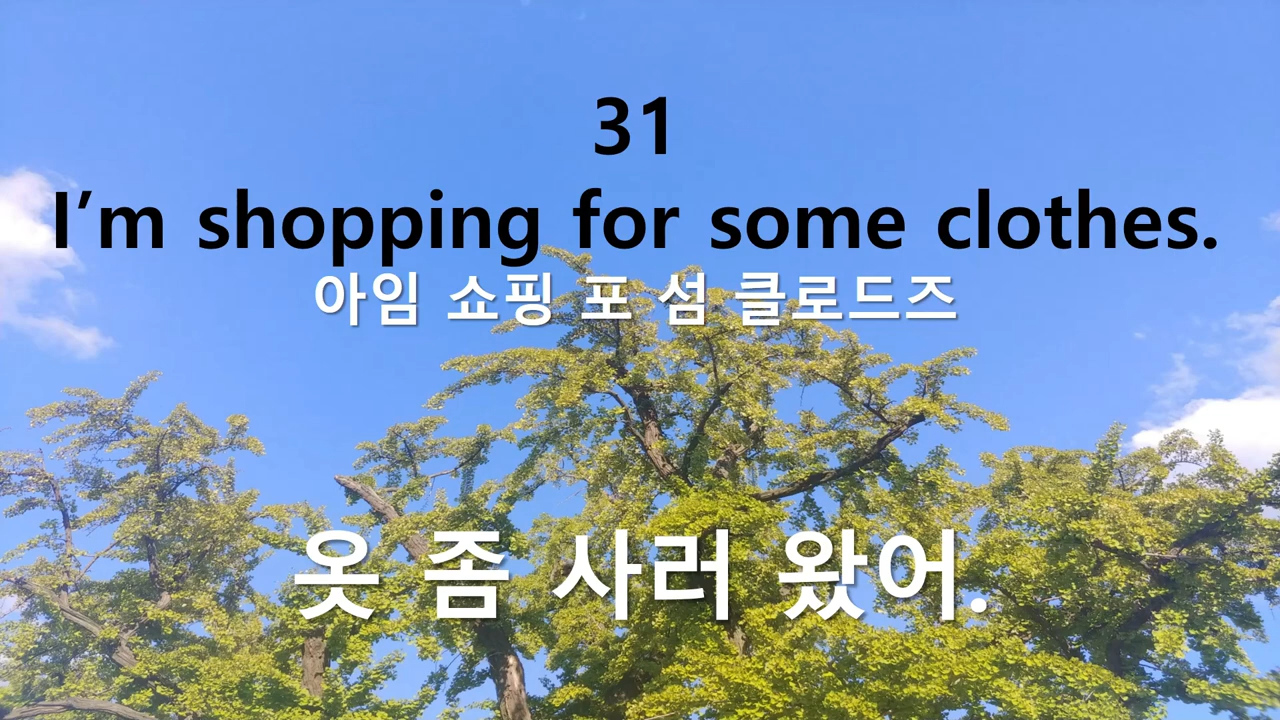 31
I’m shopping for some clothes.
아임 쇼핑 포 섬 클로드즈
옷 좀 사러 왔어.